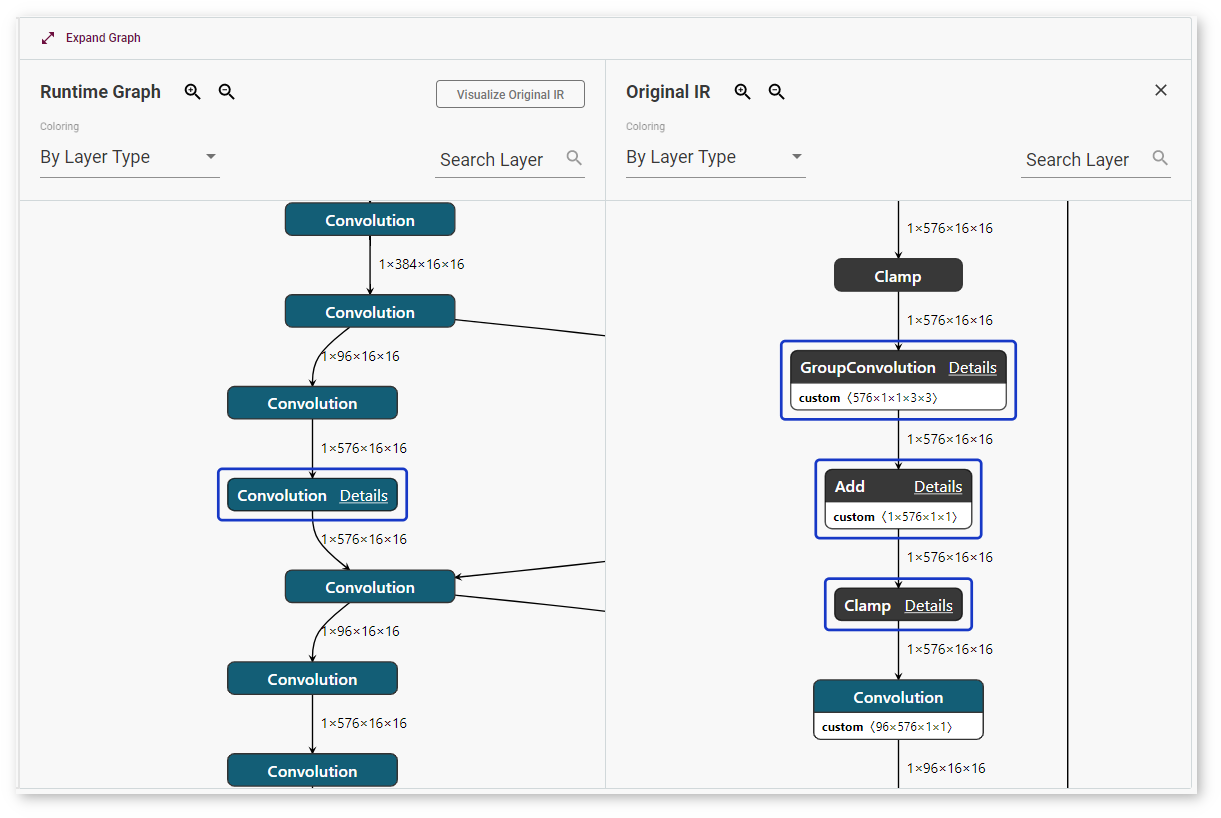 Expand Graph
Runtime Graph
Visualize Original IR
Coloring
By Layer Type
Search Layer
Convolution
1×384×16×16
Convolution
1×96×16×16
Convolution
1×576×16×16
Convolution Details
1×576×16×16
Convolution
1×96×16×16
Convolution
1×576×16×16
Convolution
Original IR
Coloring
By Layer Type
Search Layer
1×576×16×16
Clamp
1×576×16×16
GroupConvolution Details
custom 〈576×1×1×3×3〉
1×576×16×16
Add Details
custom 〈1×576×1×1〉
1×576×16×16
Clamp Details
1×576×16×16
Convolution
custom 〈96×576×1×1〉
1×96×16×16